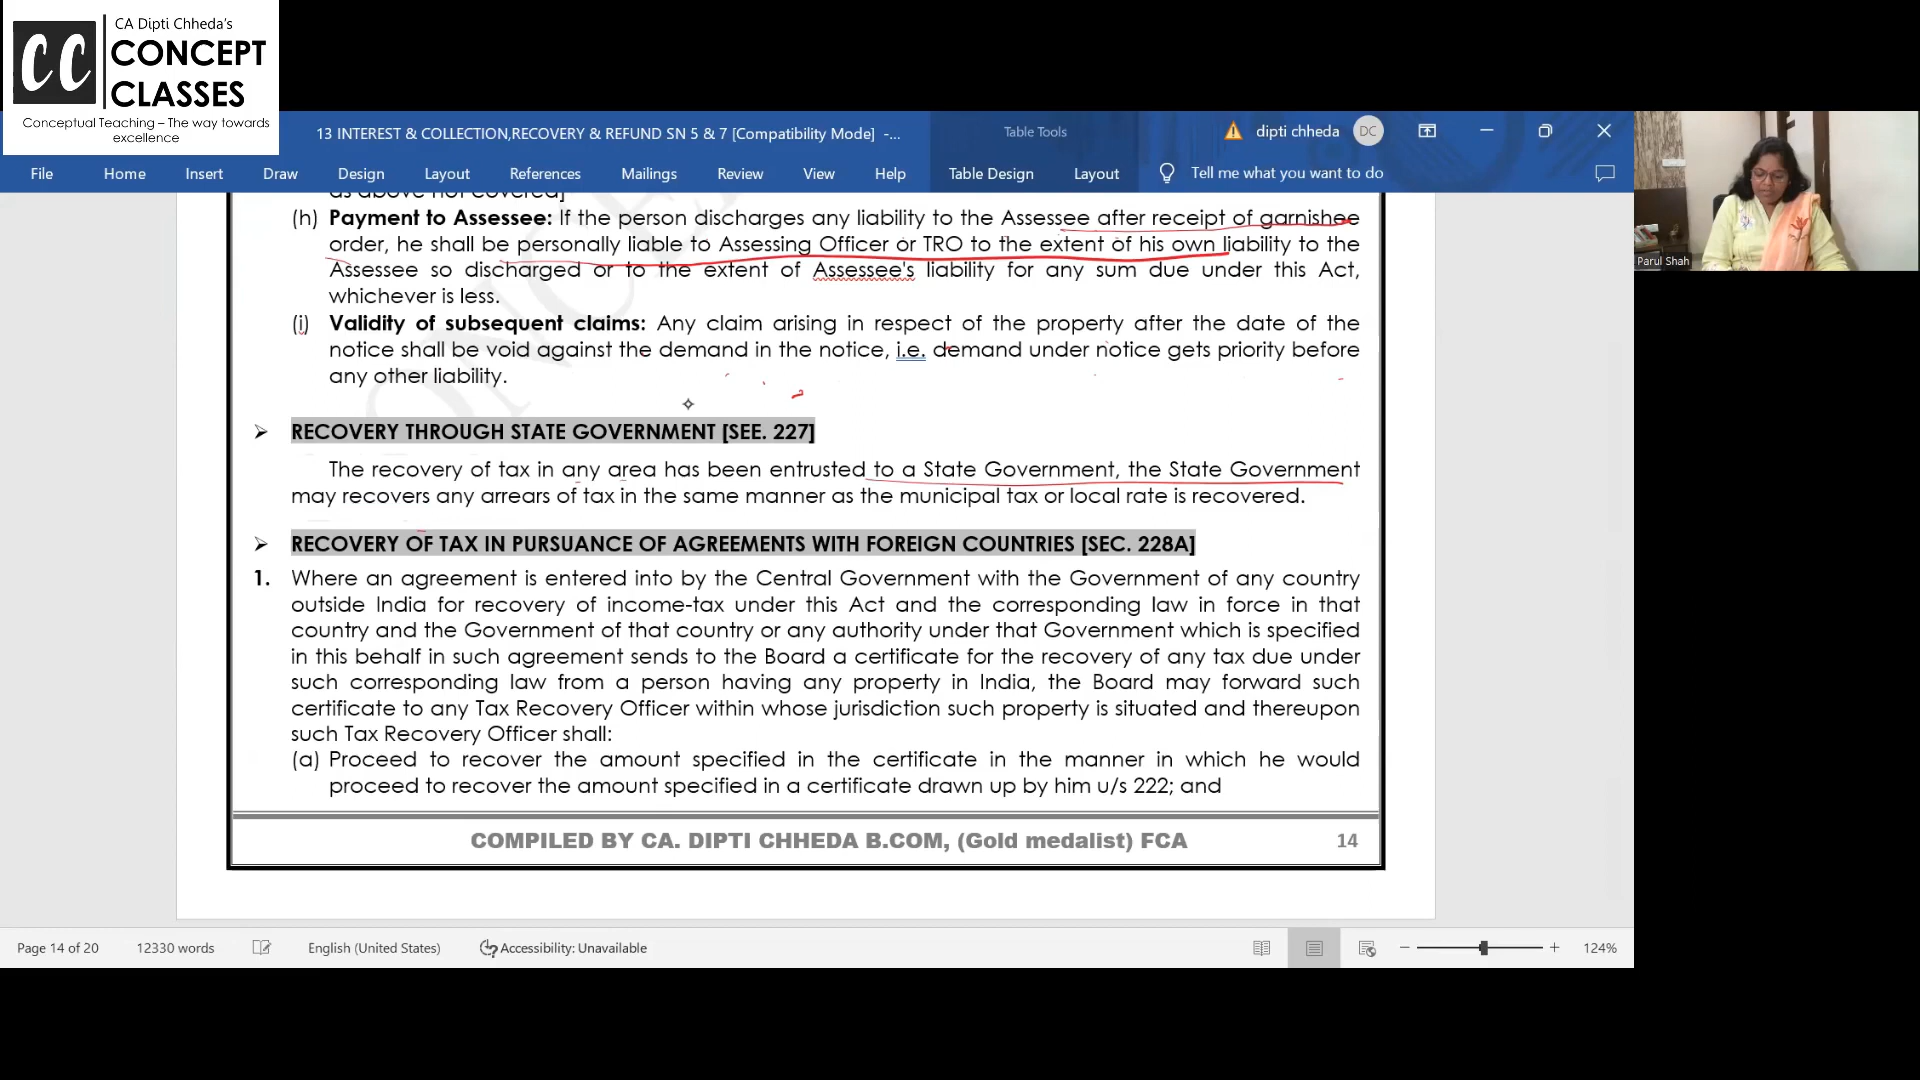 CA Dipti Chheda's
CC CONCEPT
CLASSES
Conceptual Teaching – The way towards
excellence
13 INTEREST & COLLECTION,RECOVERY & REFUND SN 5 & 7 [Compatibility Mode] -...
Table Tools
dipti chheda
DC
File Home Insert Draw Design Layout References Mailings Review View Help Table Design Layout Tell me what you want to do
Parul Shah
as above not covered]
(h) Payment to Assessee: If the person discharges any liability to the Assessee after receipt of garnishee
order, he shall be personally liable to Assessing Officer or TRO to the extent of his own liability to the
Assessee so discharged or to the extent of Assessee's liability for any sum due under this Act,
whichever is less.
(i) Validity of subsequent claims: Any claim arising in respect of the property after the date of the
notice shall be void against the demand in the notice, i.e. demand under notice gets priority before
any other liability.
➢ RECOVERY THROUGH STATE GOVERNMENT [SEE. 227]
The recovery of tax in any area has been entrusted to a State Government, the State Government
may recovers any arrears of tax in the same manner as the municipal tax or local rate is recovered.
➢ RECOVERY OF TAX IN PURSUANCE OF AGREEMENTS WITH FOREIGN COUNTRIES [SEC. 228A]
1. Where an agreement is entered into by the Central Government with the Government of any country
outside India for recovery of income-tax under this Act and the corresponding law in force in that
country and the Government of that country or any authority under that Government which is specified
in this behalf in such agreement sends to the Board a certificate for the recovery of any tax due under
such corresponding law from a person having any property in India, the Board may forward such
certificate to any Tax Recovery Officer within whose jurisdiction such property is situated and thereupon
such Tax Recovery Officer shall:
(a) Proceed to recover the amount specified in the certificate in the manner in which he would
proceed to recover the amount specified in a certificate drawn up by him u/s 222; and
COMPILED BY CA. DIPTI CHHEDA B.COM, (Gold medalist) FCA 14
Page 14 of 20 12330 words English (United States) Accessibility: Unavailable 124%